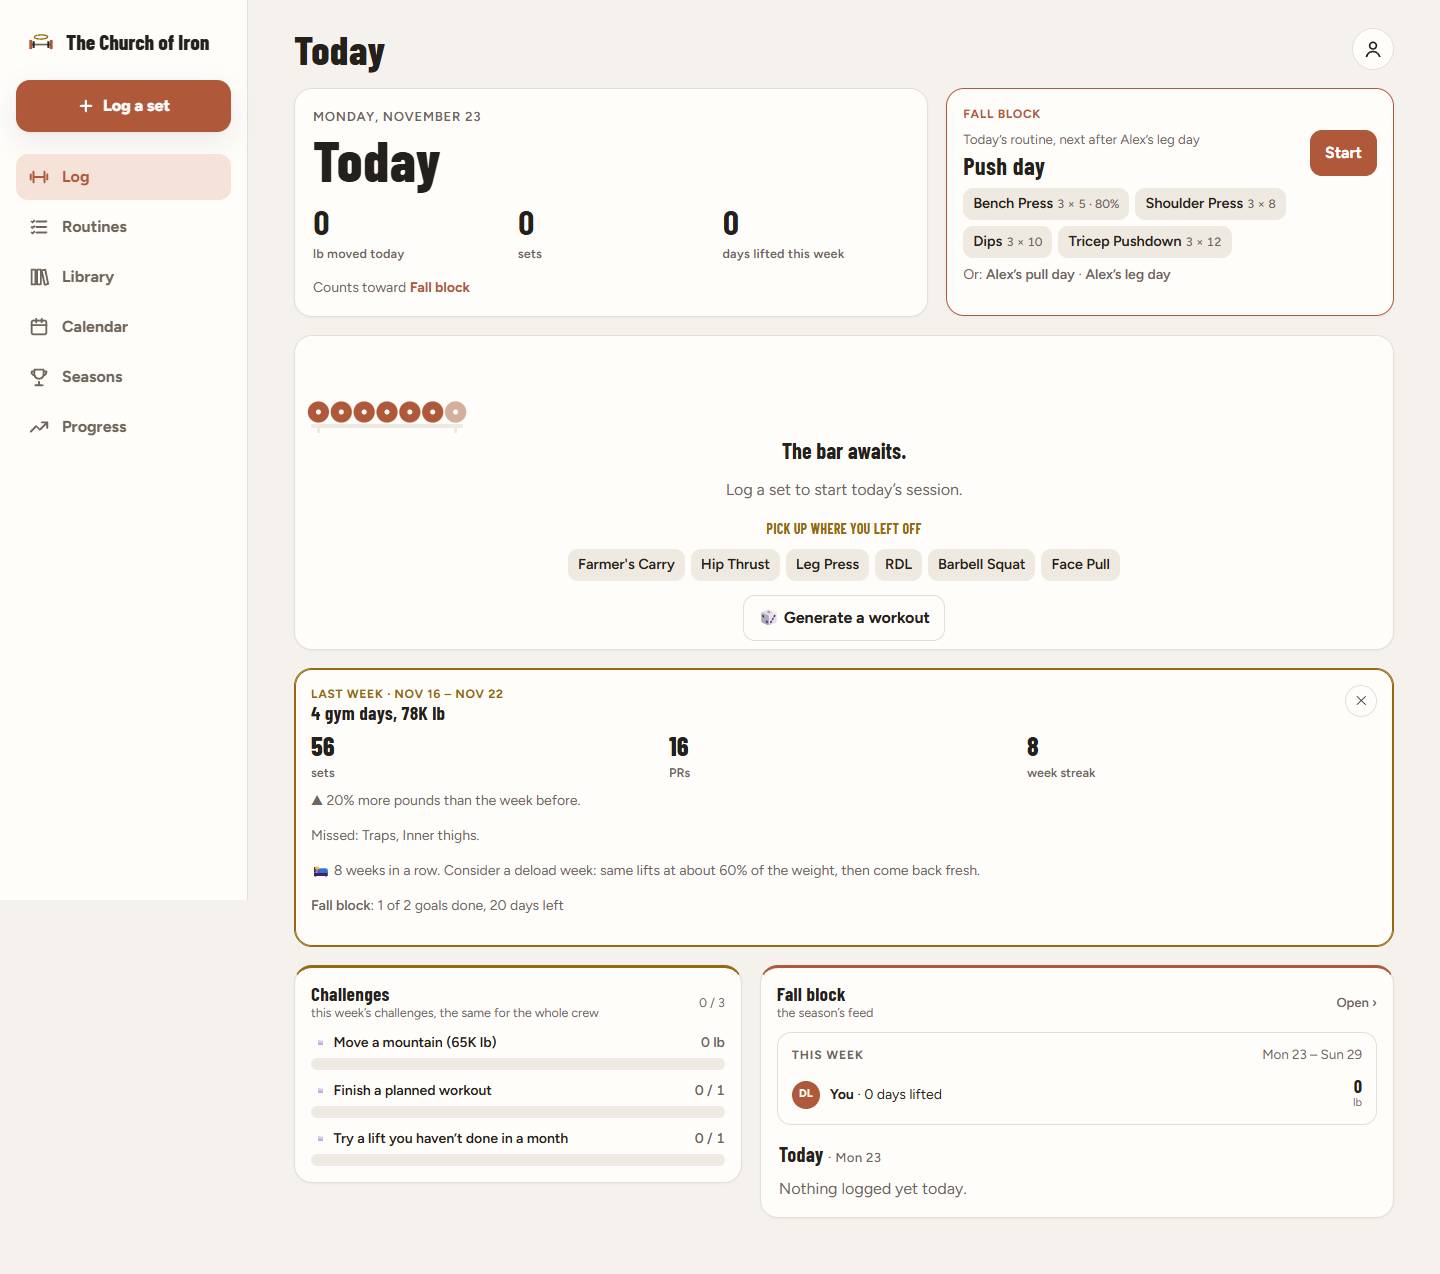 The Church of Iron
Log a set
Log
Routines
Library
Calendar
Seasons
Progress
Today
MONDAY, NOVEMBER 23
Today
0
lb moved today
0
sets
0
days lifted this week
Counts toward Fall block
FALL BLOCK
Today’s routine, next after Alex’s leg day
Push day
Start
Bench Press 3 × 5 · 80%
Shoulder Press 3 × 8
Dips 3 × 10
Tricep Pushdown 3 × 12
Or: Alex’s pull day · Alex’s leg day
The bar awaits.
Log a set to start today’s session.
PICK UP WHERE YOU LEFT OFF
Farmer's Carry
Hip Thrust
Leg Press
RDL
Barbell Squat
Face Pull
Generate a workout
LAST WEEK · NOV 16 – NOV 22
4 gym days, 78K lb
56
sets
16
PRs
8
week streak
▲ 20% more pounds than the week before.
Missed: Traps, Inner thighs.
8 weeks in a row. Consider a deload week: same lifts at about 60% of the weight, then come back fresh.
Fall block: 1 of 2 goals done, 20 days left
Challenges
this week’s challenges, the same for the whole crew
0 / 3
Move a mountain (65K lb)
0 lb
Finish a planned workout
0 / 1
Try a lift you haven’t done in a month
0 / 1
Fall block
the season’s feed
Open ›
THIS WEEK
Mon 23 – Sun 29
DL
You · 0 days lifted
0
lb
Today · Mon 23
Nothing logged yet today.